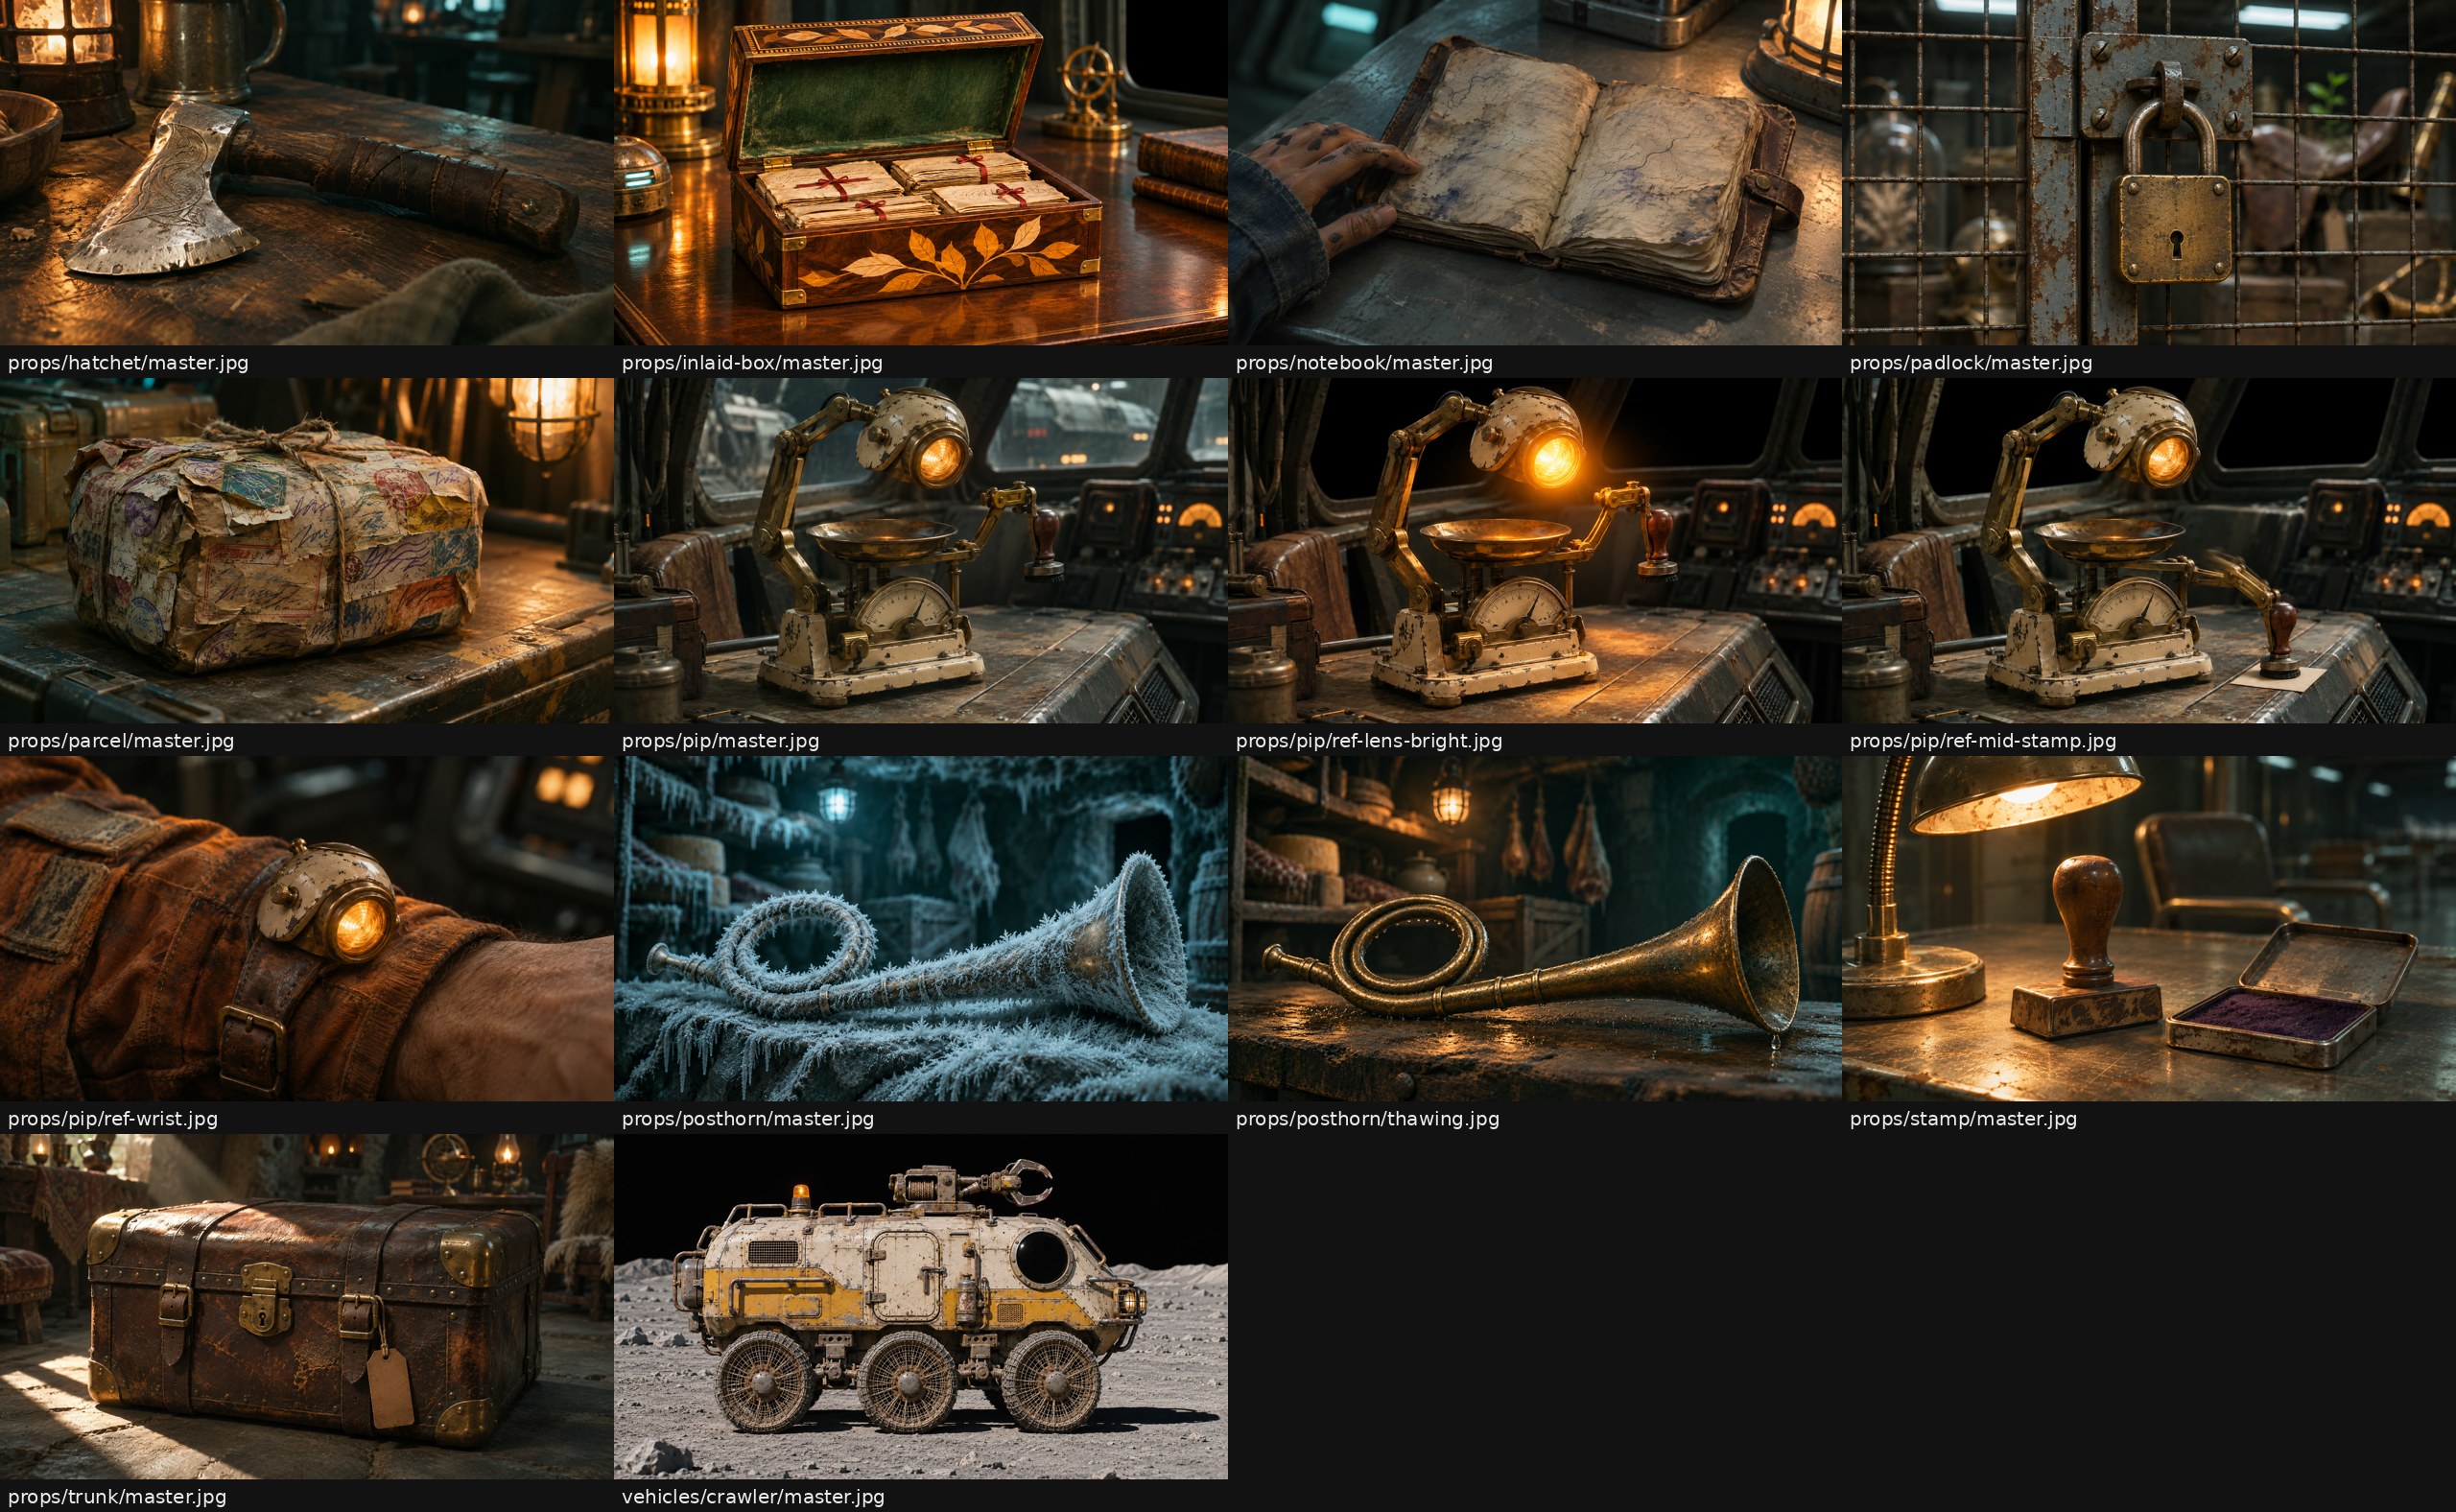 props/hatchet/master.jpg
props/inlaid-box/master.jpg
props/notebook/master.jpg
props/padlock/master.jpg
props/parcel/master.jpg
props/pip/master.jpg
props/pip/ref-lens-bright.jpg
props/pip/ref-mid-stamp.jpg
props/pip/ref-wrist.jpg
props/posthorn/master.jpg
props/posthorn/thawing.jpg
props/stamp/master.jpg
props/trunk/master.jpg
vehicles/crawler/master.jpg